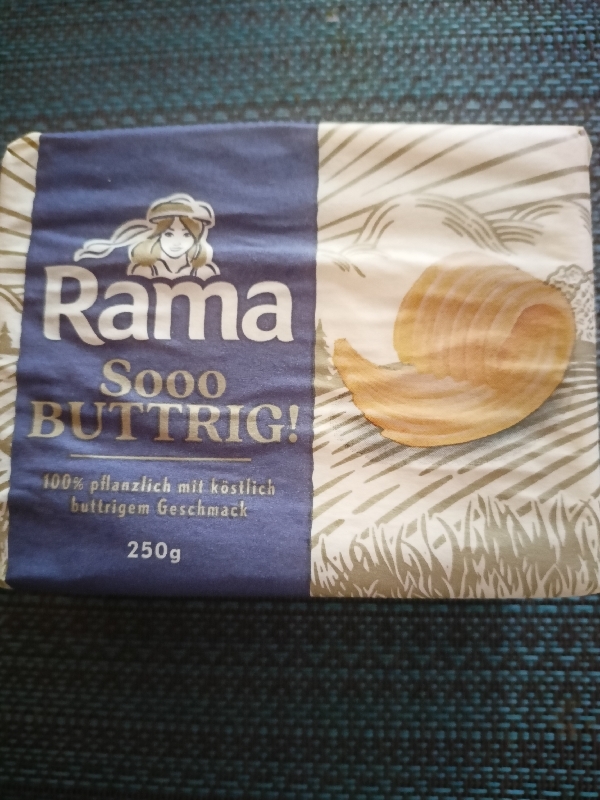 Rama
Sooo
BUTTRIG!
100% pflanzlich mit köstlich
buttrigem Geschmack
250g